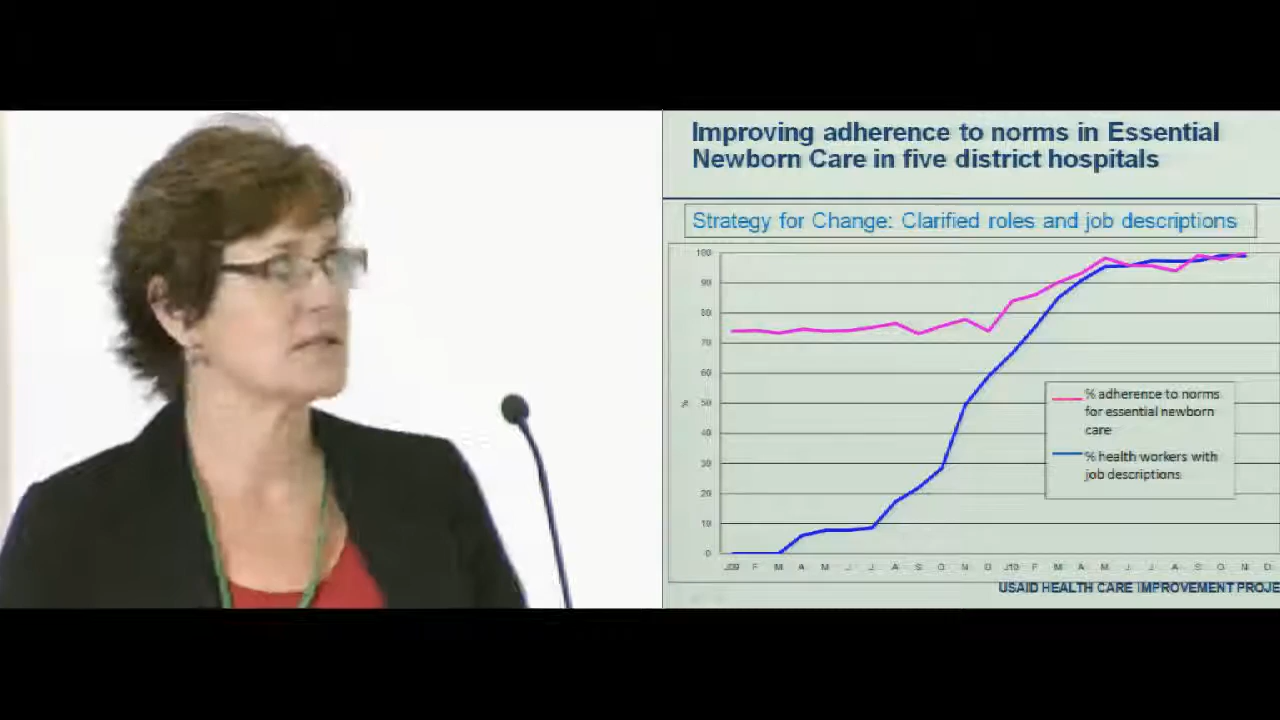 Improving adherence to norms in Essential
Newborn Care in five district hospitals
Strategy for Change: Clarified roles and job descriptions
100
90
80
70
60
50
40
30
20
10
0
%
% adherence to norms
for essential newborn
care
% health workers with
job descriptions
J09 F M A M J J A S O N D J10 F M A M J J A S O N D
USAID HEALTH CARE IMPROVEMENT PROJE